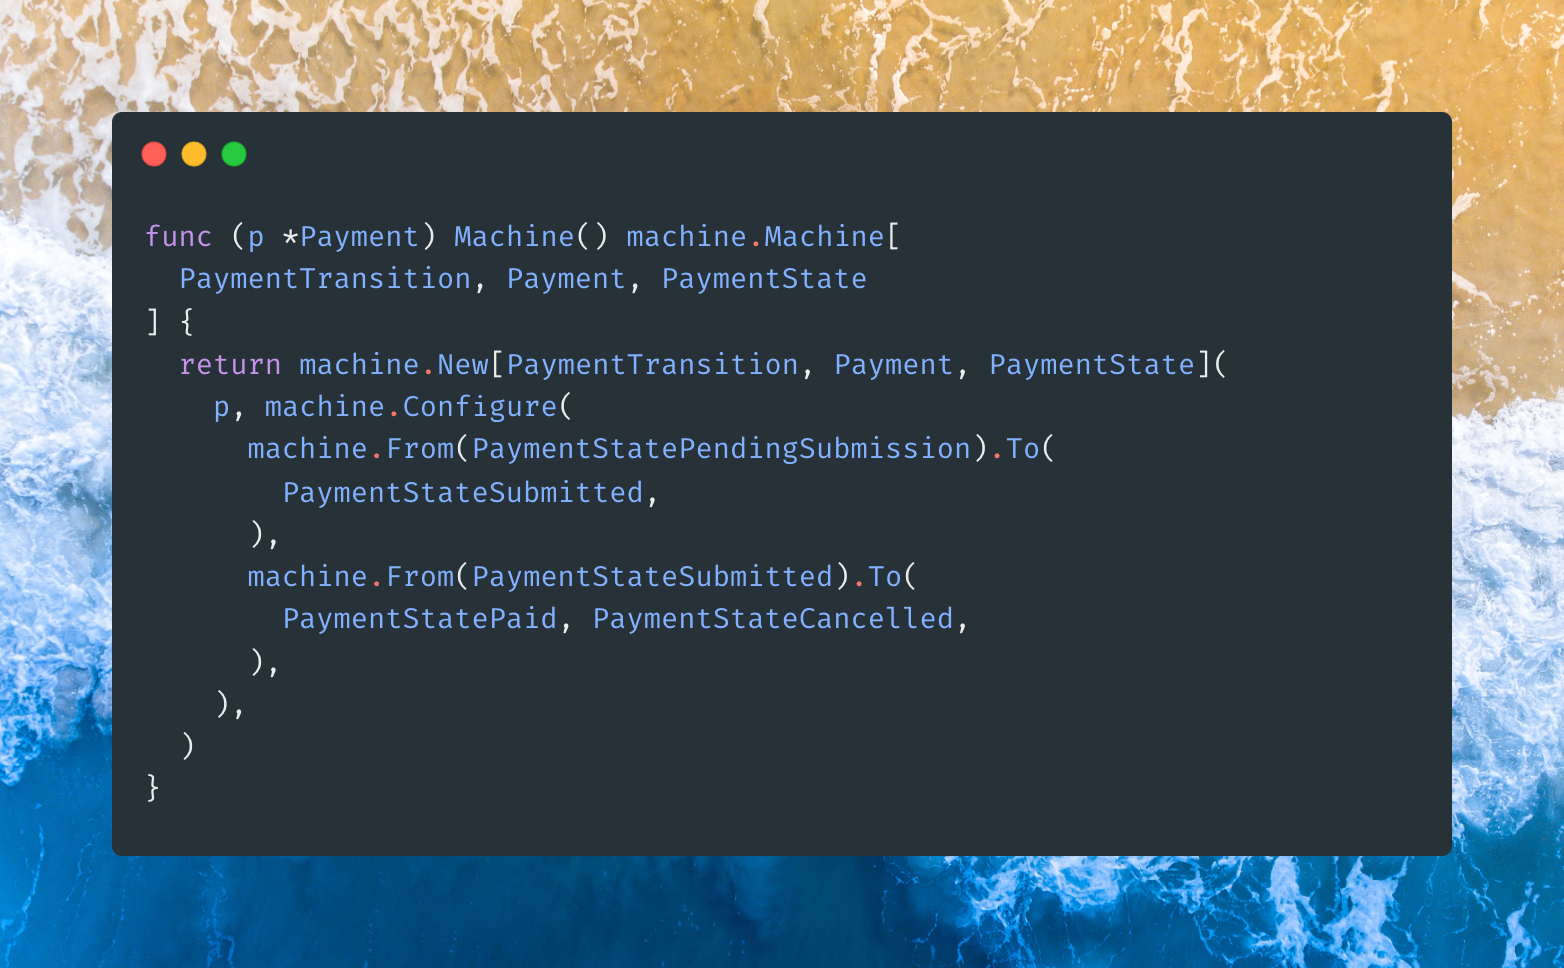 func (p *Payment) Machine() machine.Machine[
  PaymentTransition, Payment, PaymentState
] {
  return machine.New[PaymentTransition, Payment, PaymentState](
    p, machine.Configure(
      machine.From(PaymentStatePendingSubmission).To(
        PaymentStateSubmitted,
      ),
      machine.From(PaymentStateSubmitted).To(
        PaymentStatePaid, PaymentStateCancelled,
      ),
    ),
  )
}